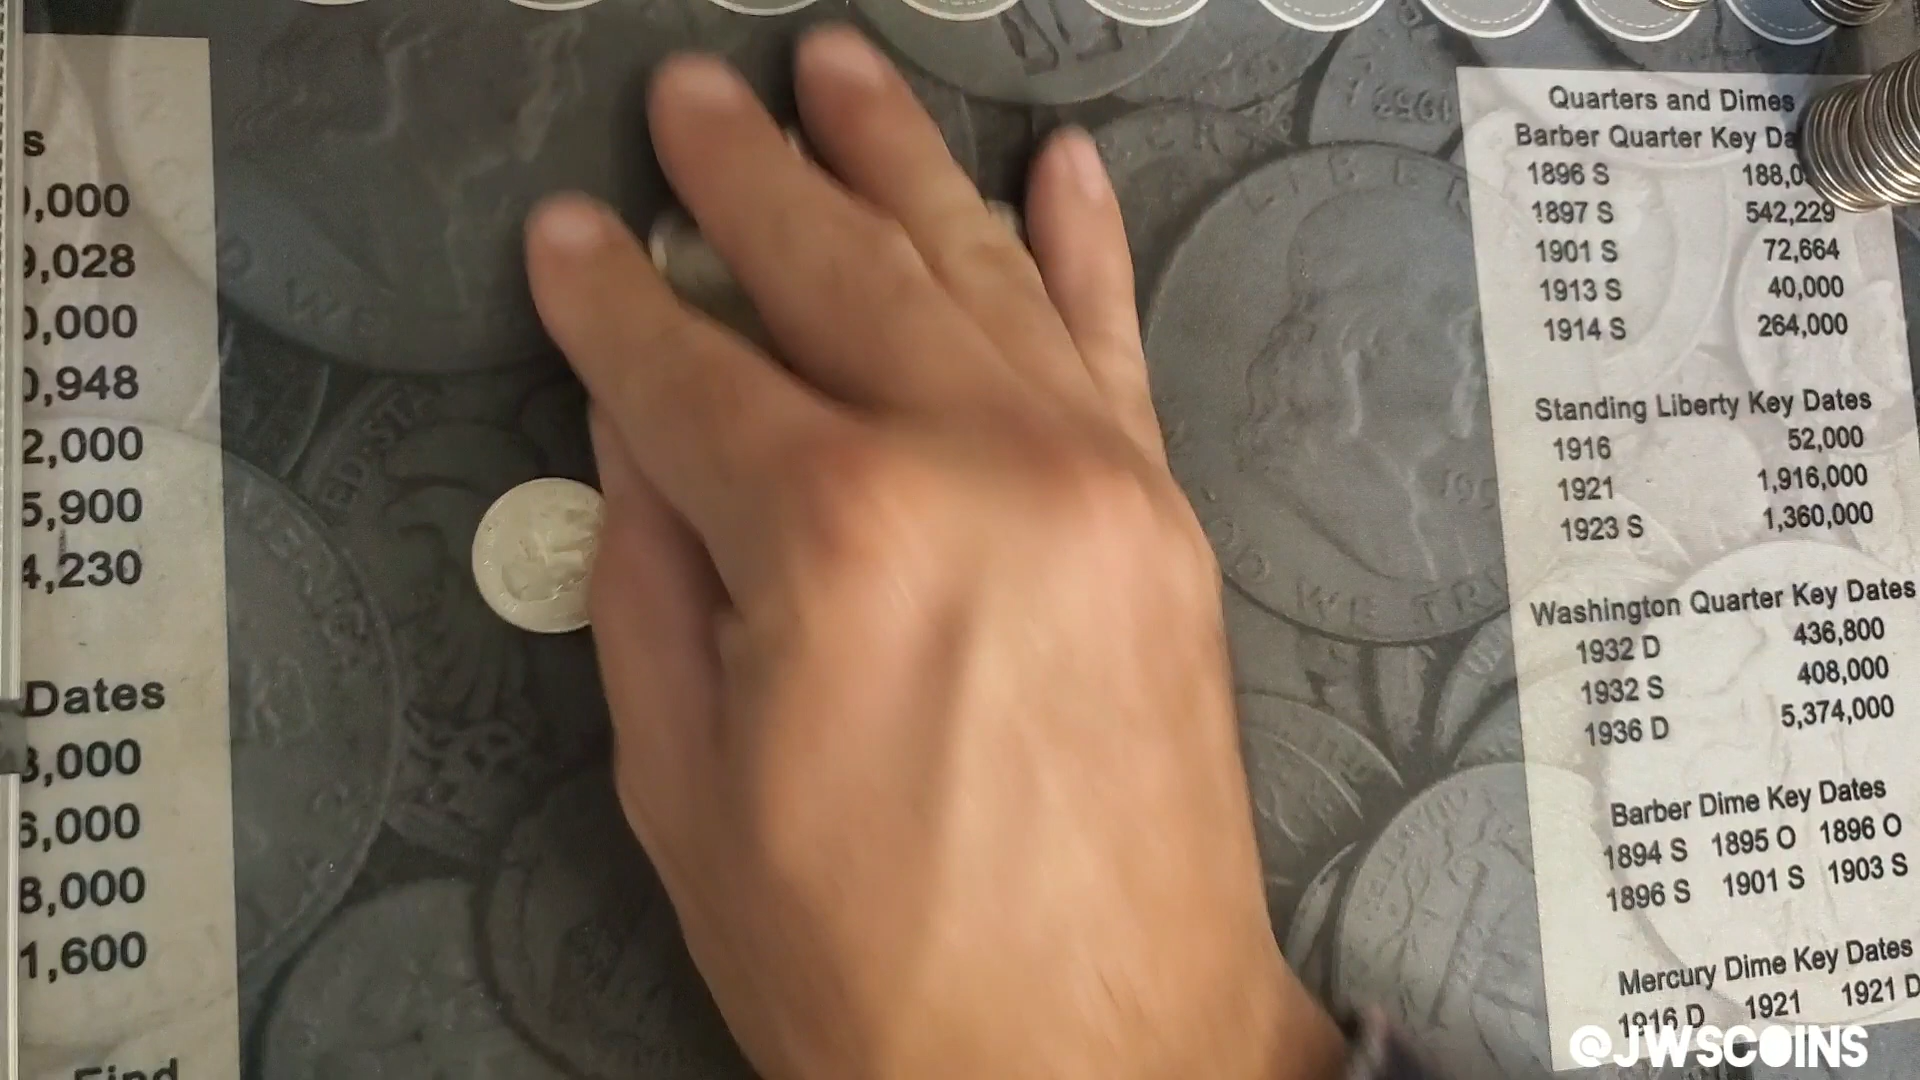 s
,000
9,028
0,000
0,948
2,000
5,900
4,230
Dates
3,000
6,000
8,000
1,600
Find
Quarters and Dimes
Barber Quarter Key Da
1896 S 188,0
1897 S 542,229
1901 S 72,664
1913 S 40,000
1914 S 264,000
Standing Liberty Key Dates
1916 52,000
1921 1,916,000
1923 S 1,360,000
Washington Quarter Key Dates
1932 D 436,800
1932 S 408,000
1936 D 5,374,000
Barber Dime Key Dates
1894 S 1895 O 1896 O
1896 S 1901 S 1903 S
Mercury Dime Key Dates
1916 D 1921 1921 D
@JWSCOINS